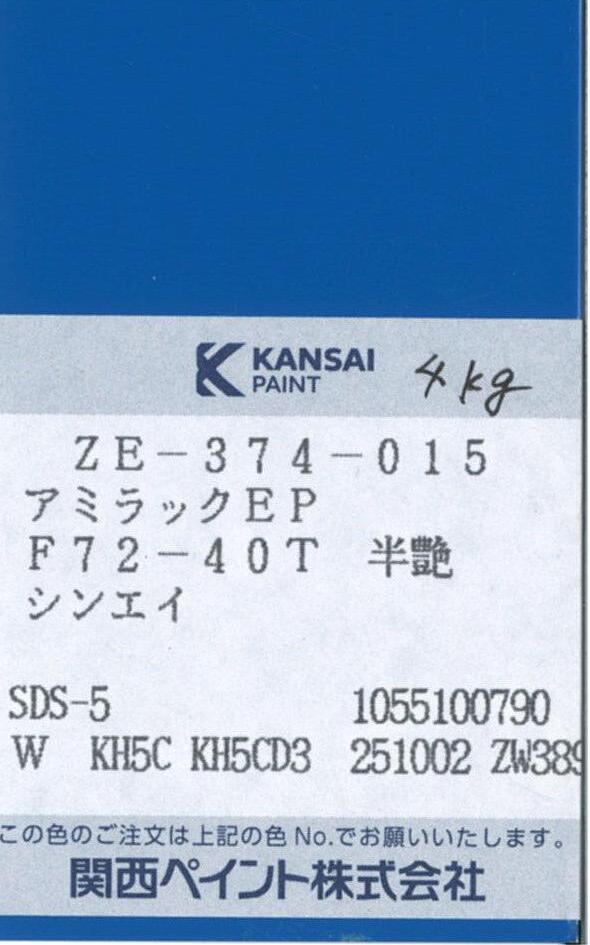 KANSAI
PAINT
4kg
ZE-374-015
アミラックEP
F72-40T 半艶
シンエイ
SDS-5 1055100790
W KH5C KH5CD3 251002 ZW389
この色のご注文は上記の色No.でお願いいたします。
関西ペイント株式会社